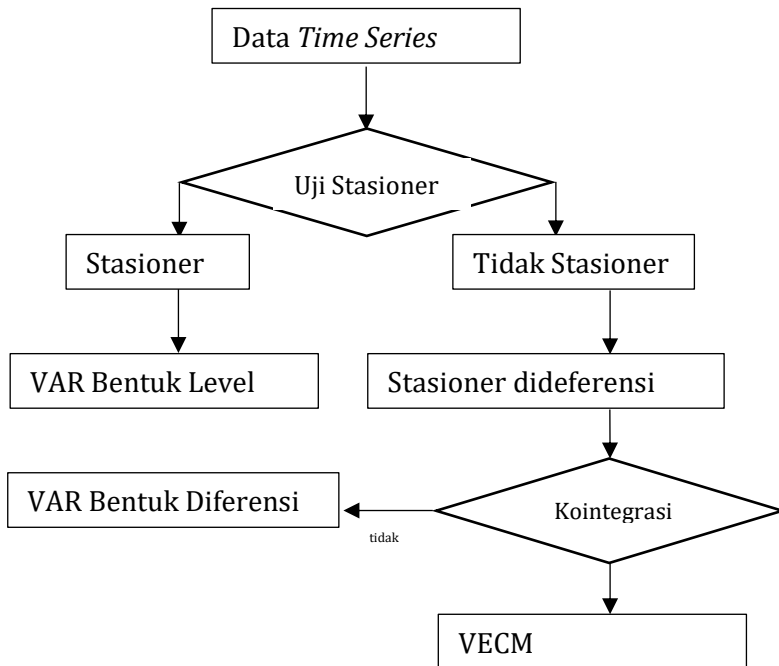 Data Time Series
Uji Stasioner
Stasioner
Tidak Stasioner
VAR Bentuk Level
Stasioner dideferensi
VAR Bentuk Diferensi
Kointegrasi
tidak
VECM